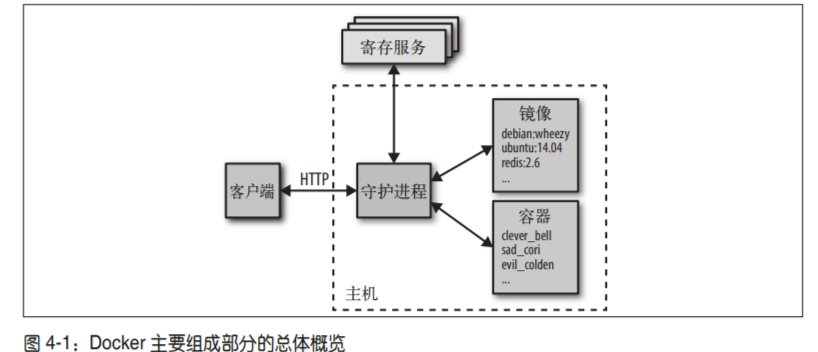 寄存服务
镜像
debian:wheezy
ubuntu:14.04
redis:2.6
...
客户端
HTTP
守护进程
容器
clever_bell
sad_cori
evil_colden
...
主机
图 4-1：Docker 主要组成部分的总体概览